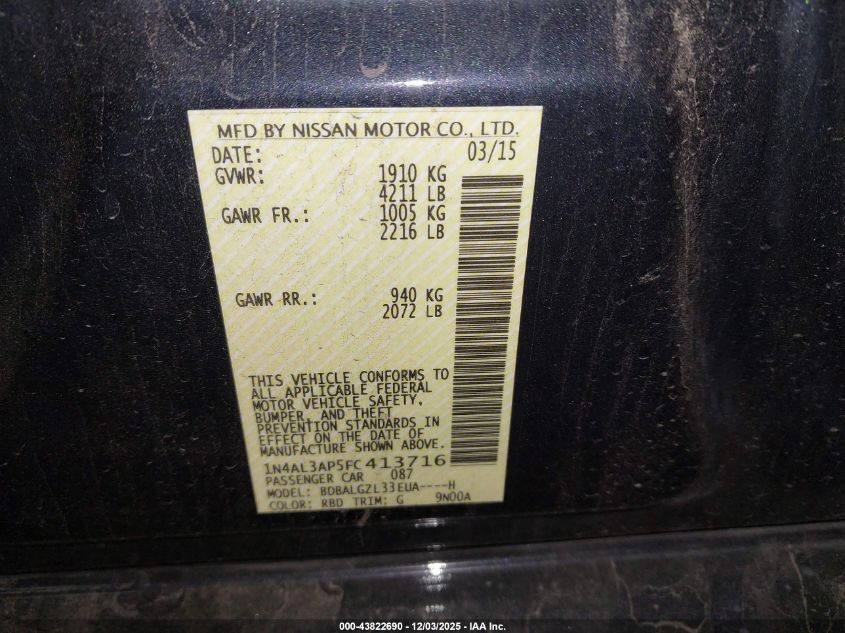 MFD BY NISSAN MOTOR CO., LTD.
DATE: 03/15
GVWR: 1910 KG
4211 LB
GAWR FR.: 1005 KG
2216 LB
GAWR RR.: 940 KG
2072 LB
THIS VEHICLE CONFORMS TO
ALL APPLICABLE FEDERAL
MOTOR VEHICLE SAFETY,
BUMPER, AND THEFT
PREVENTION STANDARDS IN
EFFECT ON THE DATE OF
MANUFACTURE SHOWN ABOVE.
1N4AL3AP5FC413716
PASSENGER CAR 087
MODEL: BDBALGZL33EUA----H
COLOR: RBD TRIM: G 9N00A
000-43822690 - 12/03/2025 - IAA Inc.